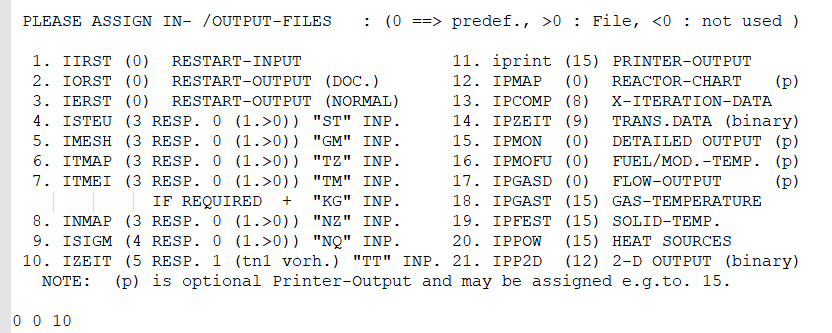 PLEASE ASSIGN IN- /OUTPUT-FILES   : (0 ==> predef., >0 : File, <0 : not used )
1. IIRST (0)  RESTART-INPUT                11. iprint (15) PRINTER-OUTPUT
2. IORST (0)  RESTART-OUTPUT (DOC.)        12. IPMAP  (0)  REACTOR-CHART   (p)
3. IERST (0)  RESTART-OUTPUT (NORMAL)      13. IPCOMP (8)  X-ITERATION-DATA
4. ISTEU (3 RESP. 0 (1.>0)) "ST" INP.      14. IPZEIT (9)  TRANS.DATA (binary)
5. IMESH (3 RESP. 0 (1.>0)) "GM" INP.      15. IPMON  (0)  DETAILED OUTPUT (p)
6. ITMAP (3 RESP. 0 (1.>0)) "TZ" INP.      16. IPMOFU (0)  FUEL/MOD.-TEMP. (p)
7. ITMEI (3 RESP. 0 (1.>0)) "TM" INP.      17. IPGASD (0)  FLOW-OUTPUT     (p)
IF REQUIRED  +  "KG" INP.      18. IPGAST (15) GAS-TEMPERATURE
8. INMAP (3 RESP. 0 (1.>0)) "NZ" INP.      19. IPFEST (15) SOLID-TEMP.
9. ISIGM (4 RESP. 0 (1.>0)) "NQ" INP.      20. IPPOW  (15) HEAT SOURCES
10. IZEIT (5 RESP. 1 (tn1 vorh.) "TT" INP. 21. IPP2D  (12) 2-D OUTPUT (binary)
NOTE:  (p) is optional Printer-Output and may be assigned e.g.to. 15.
0 0 10